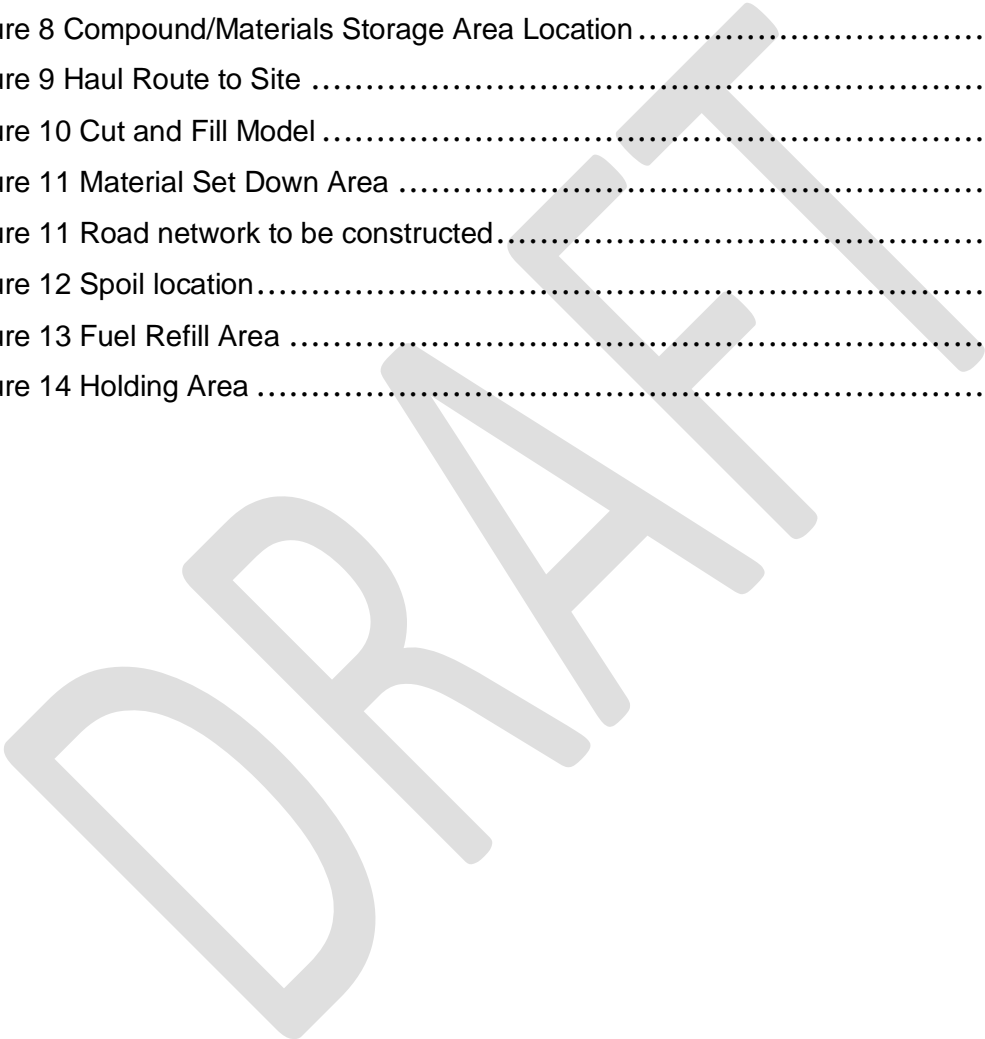 ure 8 Compound/Materials Storage Area Location ................................
ure 9 Haul Route to Site ...............................................................
ure 10 Cut and Fill Model ..............................................................
ure 11 Material Set Down Area .......................................................
ure 11 Road network to be constructed..............................................
ure 12 Spoil location....................................................................
ure 13 Fuel Refill Area .................................................................
ure 14 Holding Area ....................................................................
DRAFT